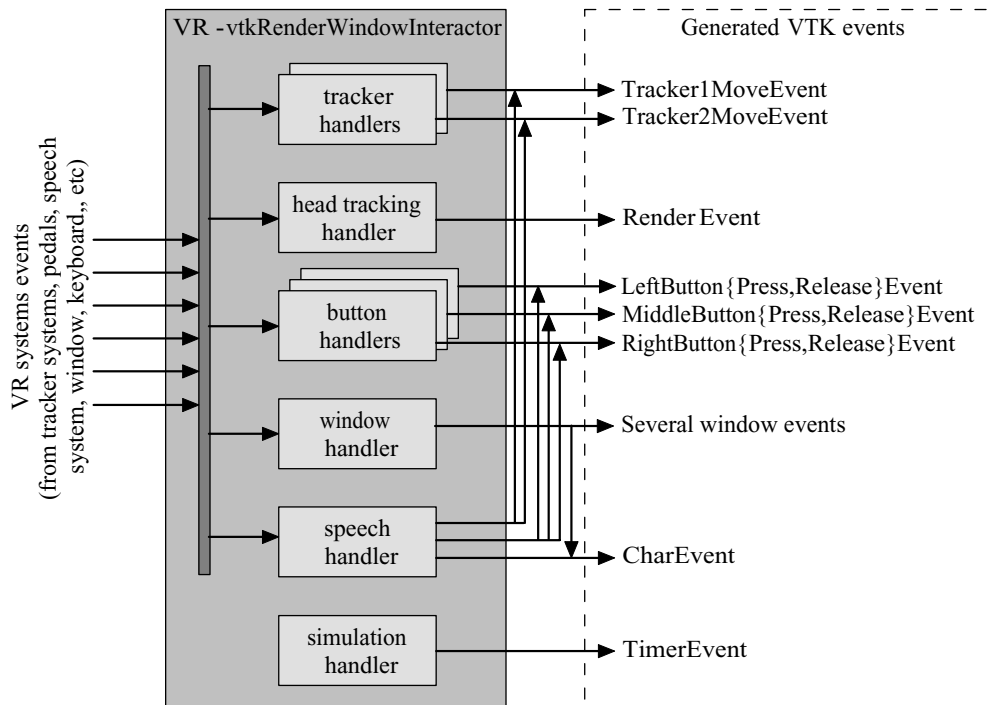 VR -vtkRenderWindowInteractor
Generated VTK events
tracker
handlers
Tracker1MoveEvent
Tracker2MoveEvent
head tracking
handler
RenderEvent
VR systems events
(from tracker systems, pedals, speech
system, window, keyboard,, etc)
button
handlers
LeftButton{Press,Release}Event
MiddleButton{Press,Release}Event
RightButton{Press,Release}Event
window
handler
Several window events
speech
handler
CharEvent
simulation
handler
TimerEvent